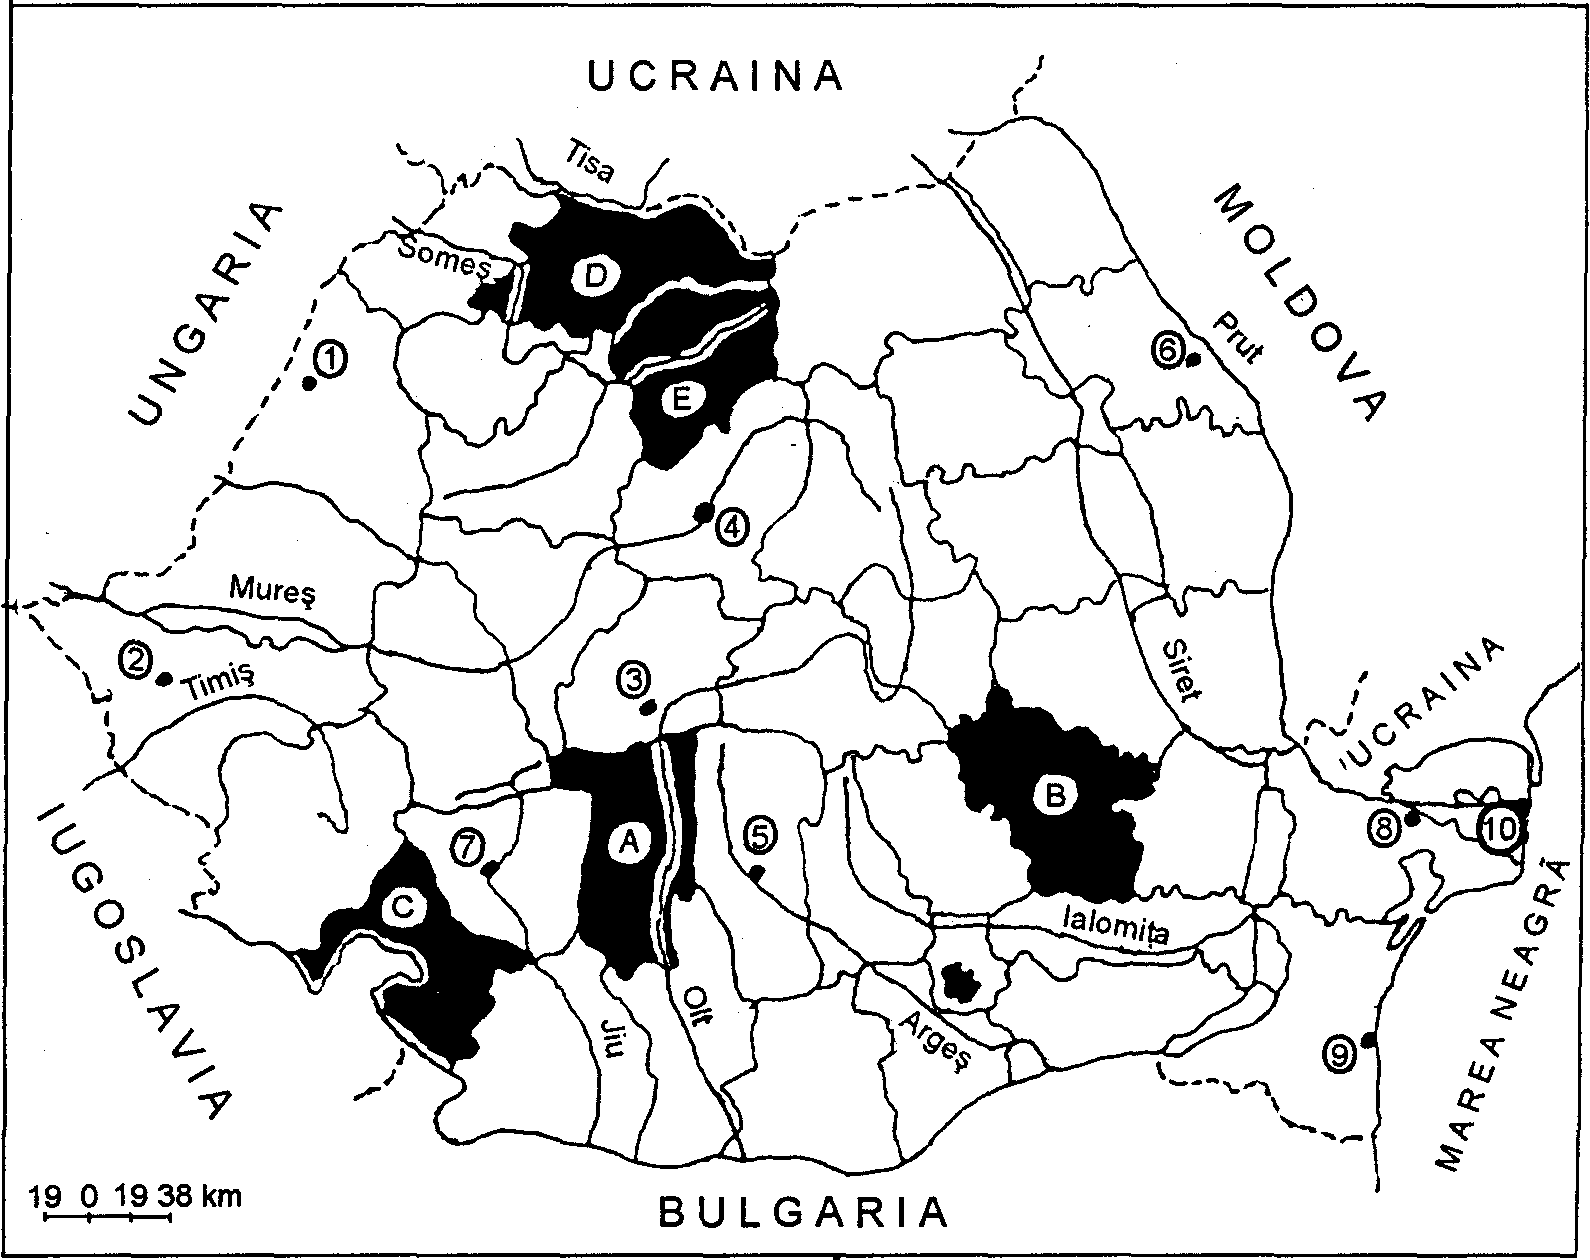 UCRAINA
Tisa
UNGARIA
MOLDOVA
Someş
D
Prut
1
6
E
4
Mureş
2
Timiş
3
Siret
UCRAINA
B
A
5
7
8
10
C
Ialomiţa
IUGOSLAVIA
Olt
Jiu
Argeş
9
MAREA NEAGRĂ
19 0 19 38 km
BULGARIA